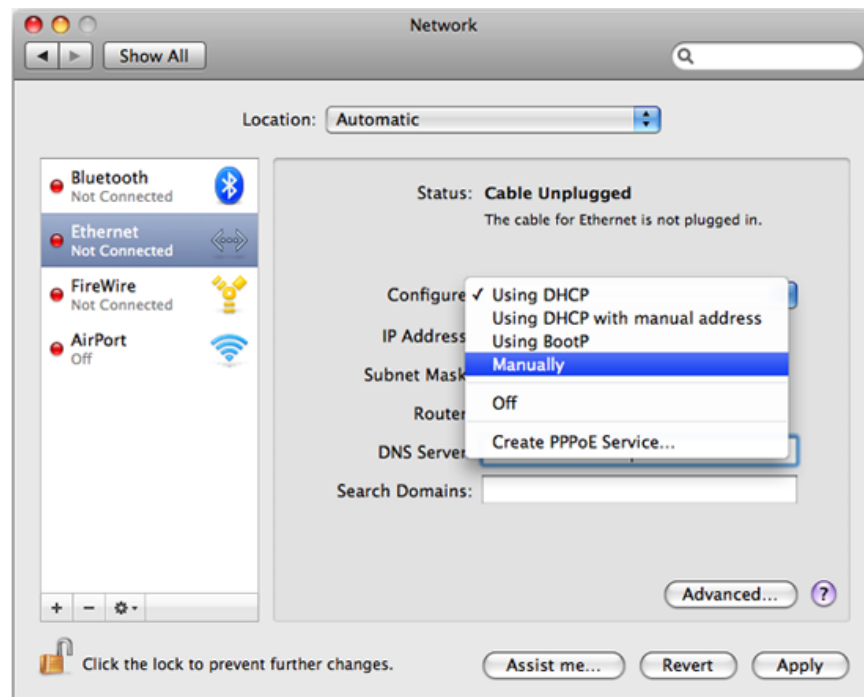 Network
Show All
Location: Automatic
Bluetooth
Not Connected
Ethernet
Not Connected
FireWire
Not Connected
AirPort
Off
Status: Cable Unplugged
The cable for Ethernet is not plugged in.
Configure ✓ Using DHCP
Using DHCP with manual address
IP Address
Using BootP
Manually
Subnet Mask
Off
Router
Create PPPoE Service...
DNS Server
Search Domains:
Advanced... ?
+ −
Click the lock to prevent further changes.
Assist me... Revert Apply